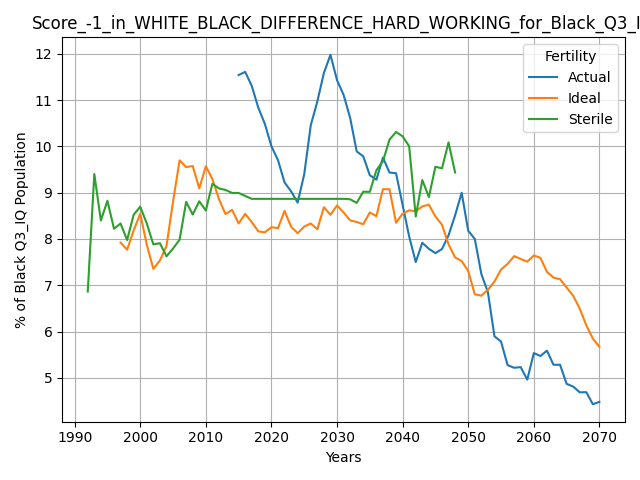 Score_-1_in_WHITE_BLACK_DIFFERENCE_HARD_WORKING_for_Black_Q3_I
Fertility
Actual
Ideal
Sterile
% of Black Q3_IQ Population
12
11
10
9
8
7
6
5
1990 2000 2010 2020 2030 2040 2050 2060 2070
Years